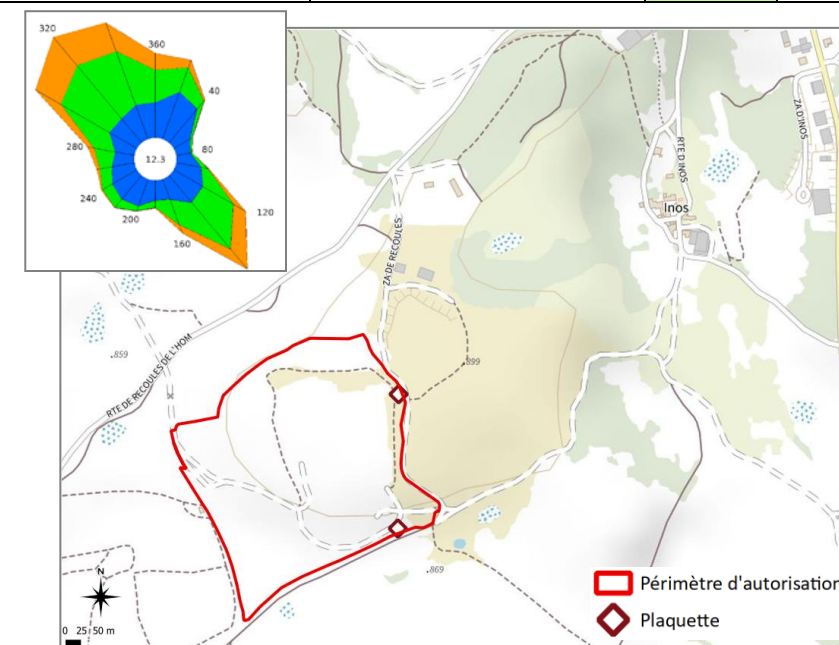 320
360
40
280
80
12.3
240
200
160
120
ZA D'INOS
RTE D'INOS
Inos
ZA DE RECOULES
RTE DE RECOULES DE L'HOM
.859
899
.869
N
0 25 50 m
Périmètre d'autorisation
Plaquette